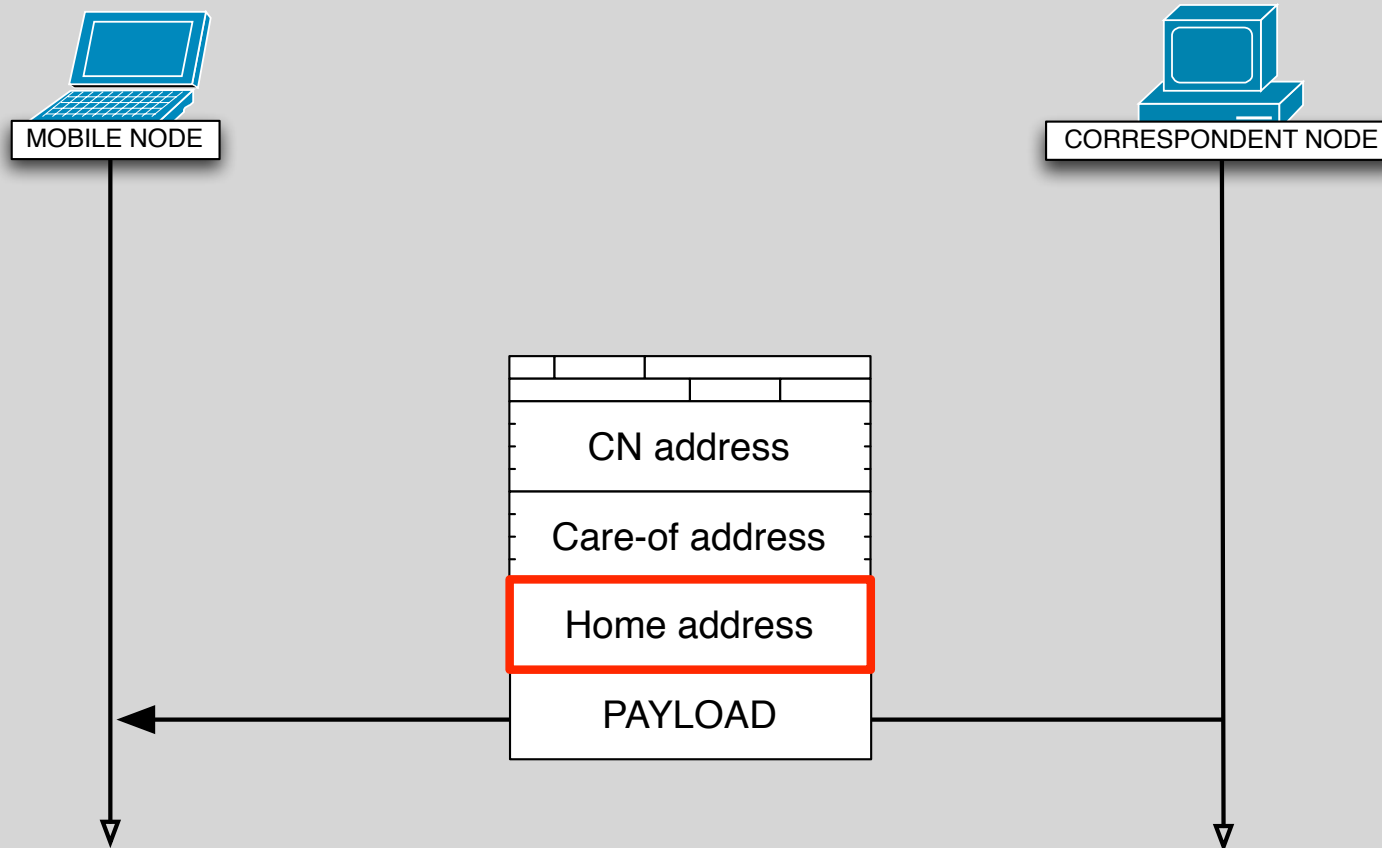 MOBILE NODE
CORRESPONDENT NODE
CN address
Care-of address
Home address
PAYLOAD